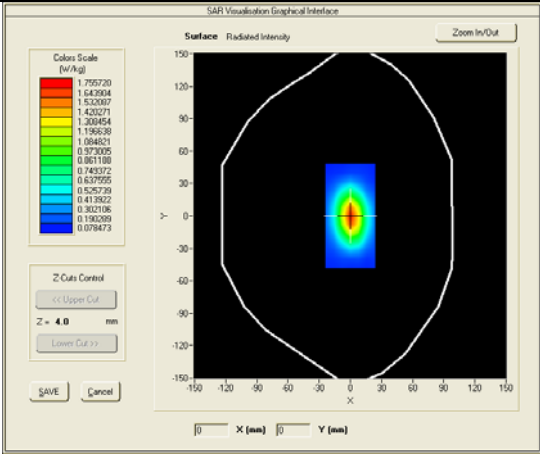 SAR Visualisation Graphical Interface
Surface Radiated Intensity
Zoom In/Out
Colors Scale
(W/kg)
1.755720
1.643904
1.532087
1.420271
1.308454
1.196638
1.084821
0.973005
0.861188
0.749372
0.637555
0.525739
0.413922
0.302106
0.190289
0.078473
Z-Cuts Control
<< Upper Cut
Z = 4.0 mm
Lower Cut >>
SAVE Cancel
150
120
90
60
30
0
-30
-60
-90
-120
-150
Y
-150 -120 -90 -60 -30 0 30 60 90 120 150
X
0 X (mm) 0 Y (mm)